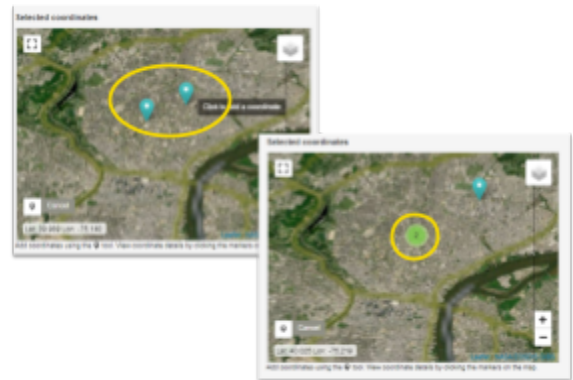 Selected coordinates
Click to add a coordinate
Cancel
Add coordinates using the tool. View coordinate details by clicking the markers on
Selected coordinates
+
Cancel
−
Add coordinates using the tool. View coordinate details by clicking the markers on the map.